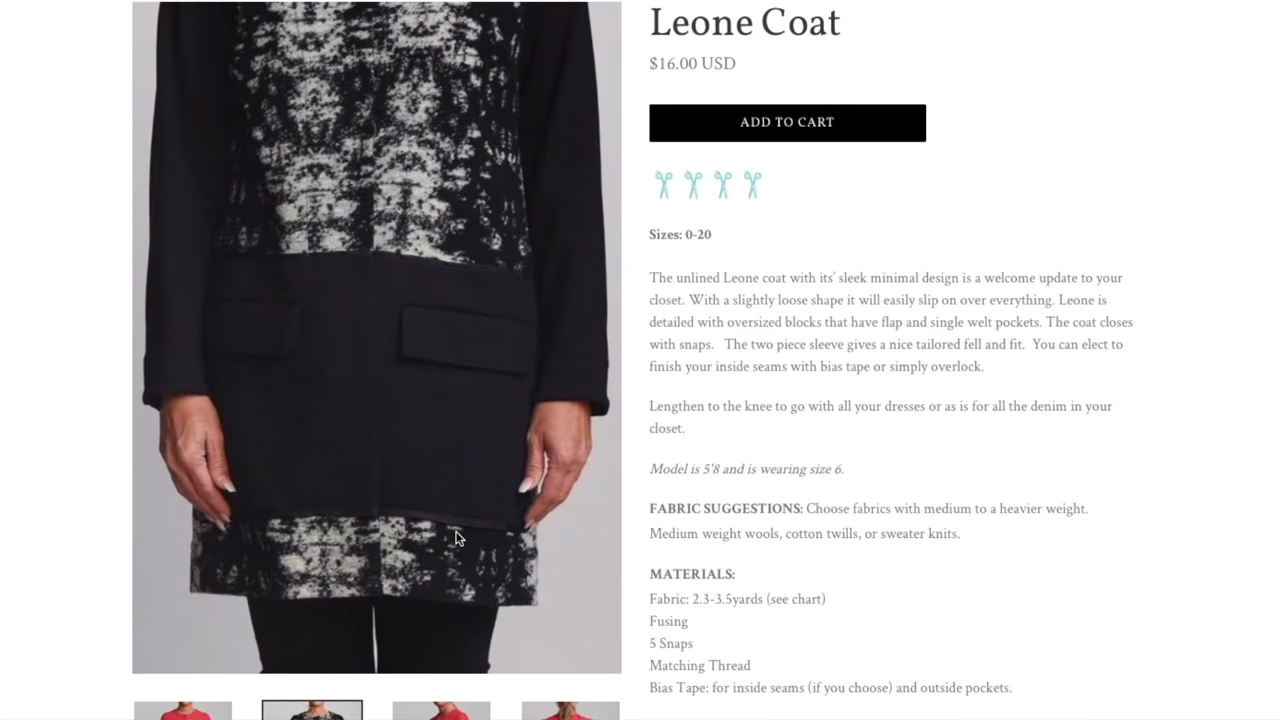 Leone Coat
$16.00 USD
ADD TO CART
Sizes: 0-20
The unlined Leone coat with its' sleek minimal design is a welcome update to your
closet. With a slightly loose shape it will easily slip on over everything. Leone is
detailed with oversized blocks that have flap and single welt pockets. The coat closes
with snaps.   The two piece sleeve gives a nice tailored fell and fit.  You can elect to
finish your inside seams with bias tape or simply overlock.
Lengthen to the knee to go with all your dresses or as is for all the denim in your
closet.
Model is 5'8 and is wearing size 6.
FABRIC SUGGESTIONS: Choose fabrics with medium to a heavier weight.
Medium weight wools, cotton twills, or sweater knits.
MATERIALS:
Fabric: 2.3-3.5yards (see chart)
Fusing
5 Snaps
Matching Thread
Bias Tape: for inside seams (if you choose) and outside pockets.